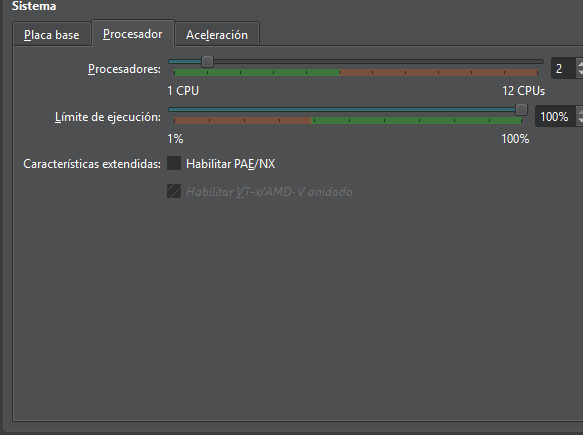 Sistema
Placa base Procesador Aceleración
Procesadores: 2
1 CPU 12 CPUs
Límite de ejecución: 100%
1% 100%
Características extendidas: Habilitar PAE/NX
Habilitar VT-x/AMD-V anidado